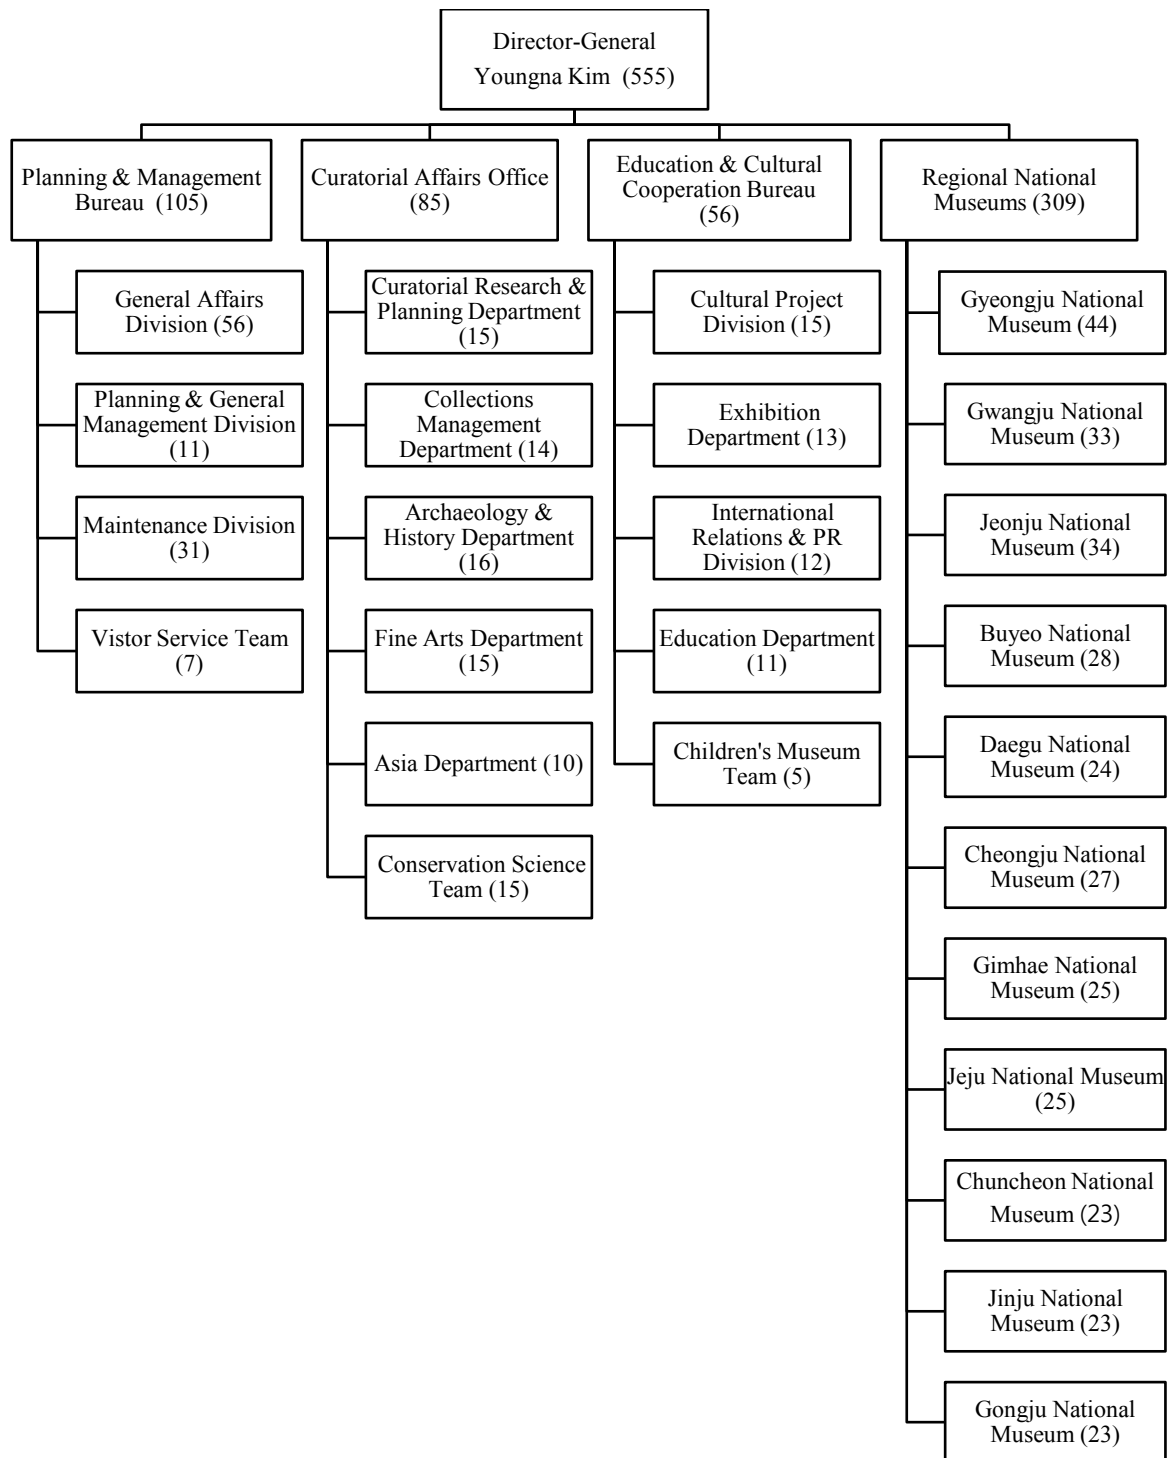 Director-General
Youngna Kim (555)
Planning & Management
Bureau (105)
General Affairs
Division (56)
Planning & General
Management Division
(11)
Maintenance Division
(31)
Vistor Service Team
(7)
Curatorial Affairs Office
(85)
Curatorial Research &
Planning Department
(15)
Collections
Management
Department (14)
Archaeology &
History Department
(16)
Fine Arts Department
(15)
Asia Department (10)
Conservation Science
Team (15)
Education & Cultural
Cooperation Bureau
(56)
Cultural Project
Division (15)
Exhibition
Department (13)
International
Relations & PR
Division (12)
Education Department
(11)
Children's Museum
Team (5)
Regional National
Museums (309)
Gyeongju National
Museum (44)
Gwangju National
Museum (33)
Jeonju National
Museum (34)
Buyeo National
Museum (28)
Daegu National
Museum (24)
Cheongju National
Museum (27)
Gimhae National
Museum (25)
Jeju National Museum
(25)
Chuncheon National
Museum (23)
Jinju National
Museum (23)
Gongju National
Museum (23)